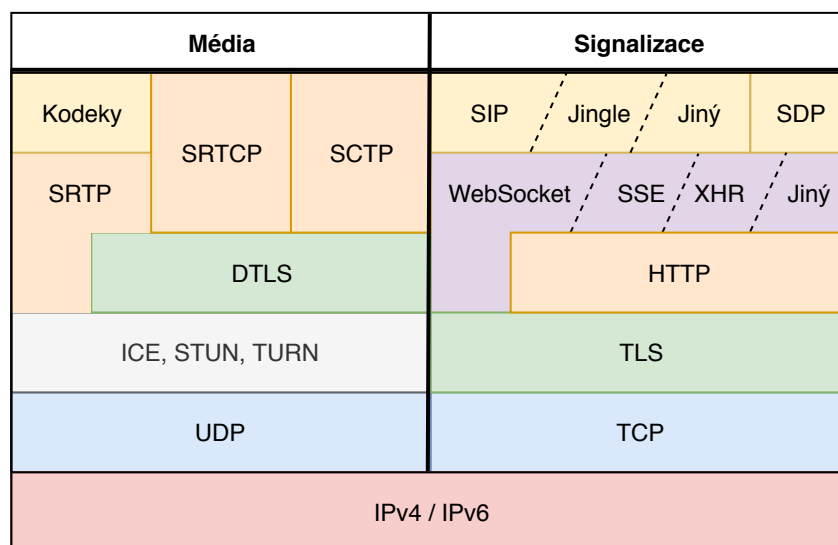 Média
Signalizace
Kodeky
SRTCP
SCTP
SIP
Jingle
Jiný
SDP
SRTP
WebSocket
SSE
XHR
Jiný
DTLS
HTTP
ICE, STUN, TURN
TLS
UDP
TCP
IPv4 / IPv6